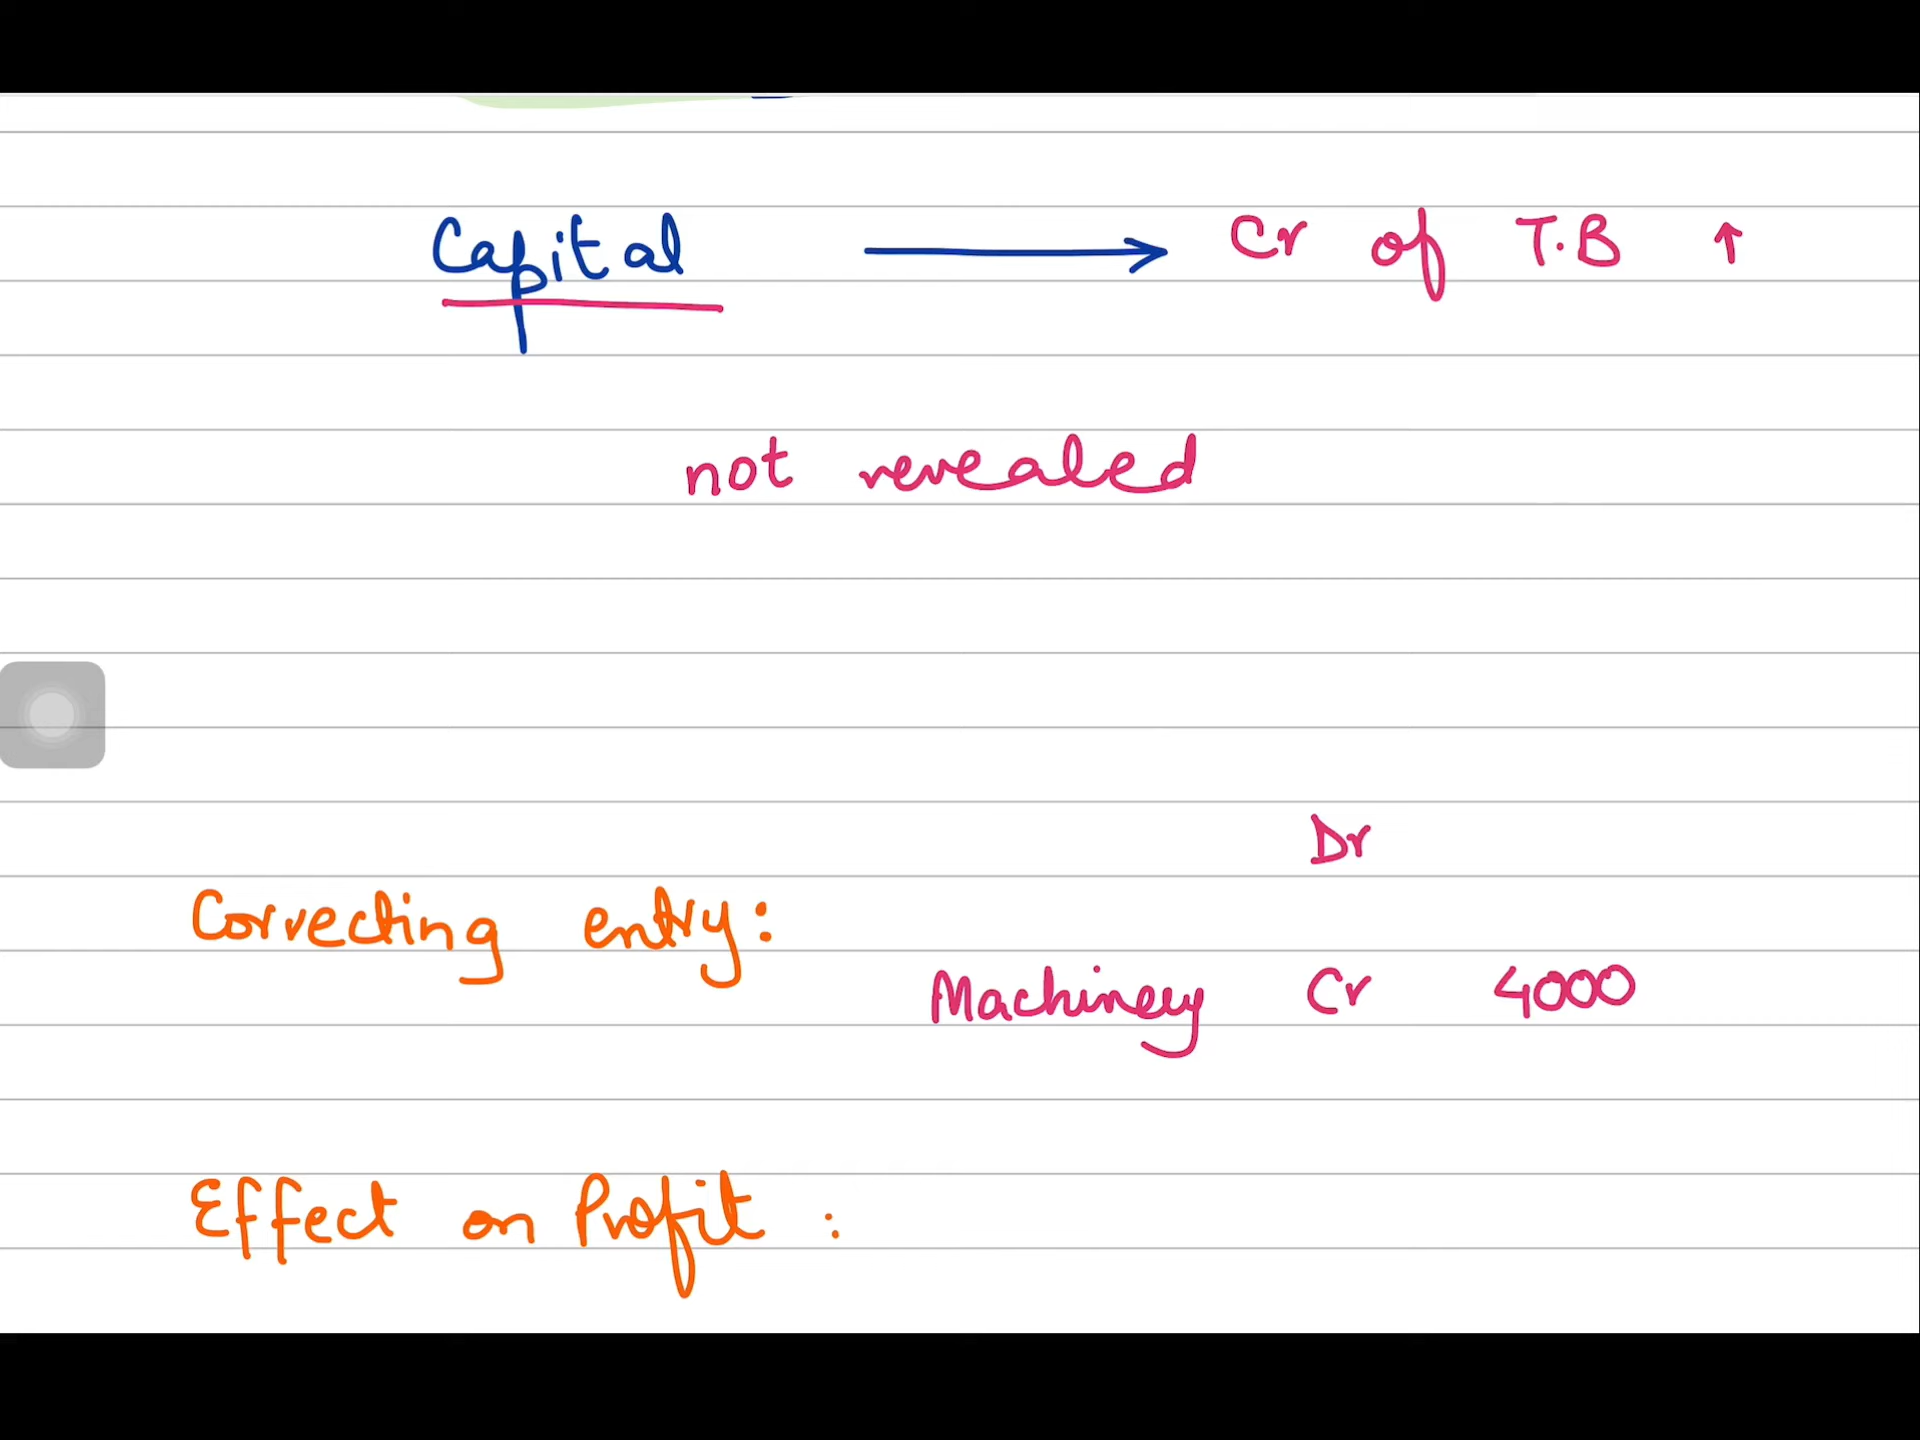 Capital → Cr of T.B ↑
not revealed
Dr
Correcting entry:
Machinery Cr 4000
Effect on Profit :